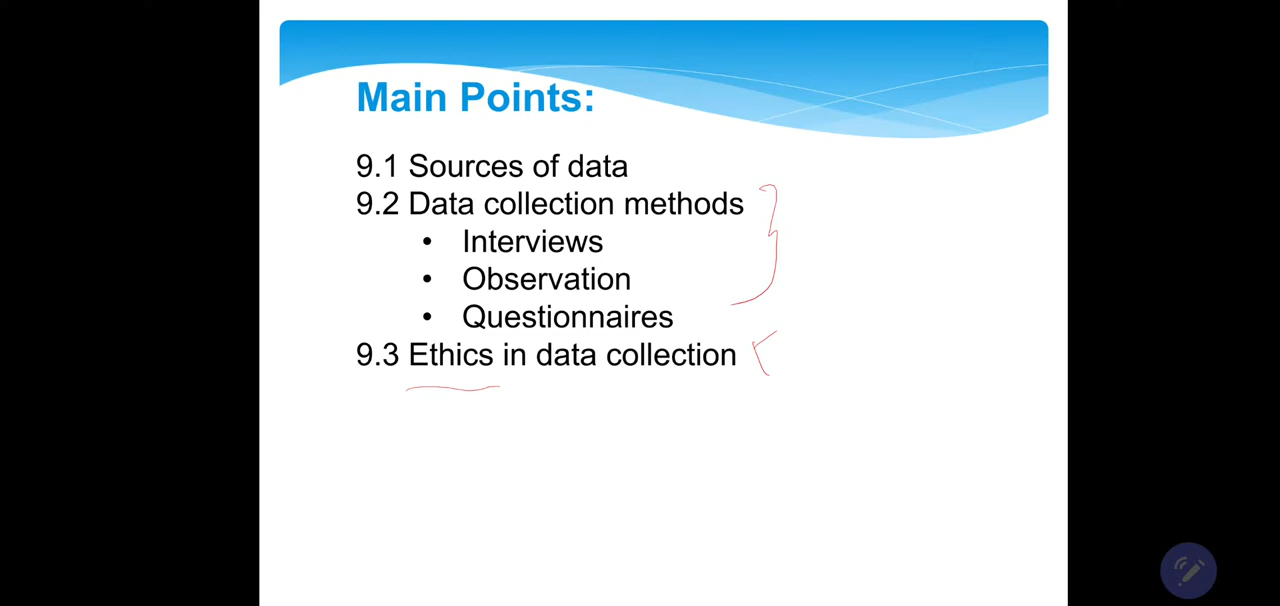 Main Points:
9.1 Sources of data
9.2 Data collection methods
• Interviews
• Observation
• Questionnaires
9.3 Ethics in data collection